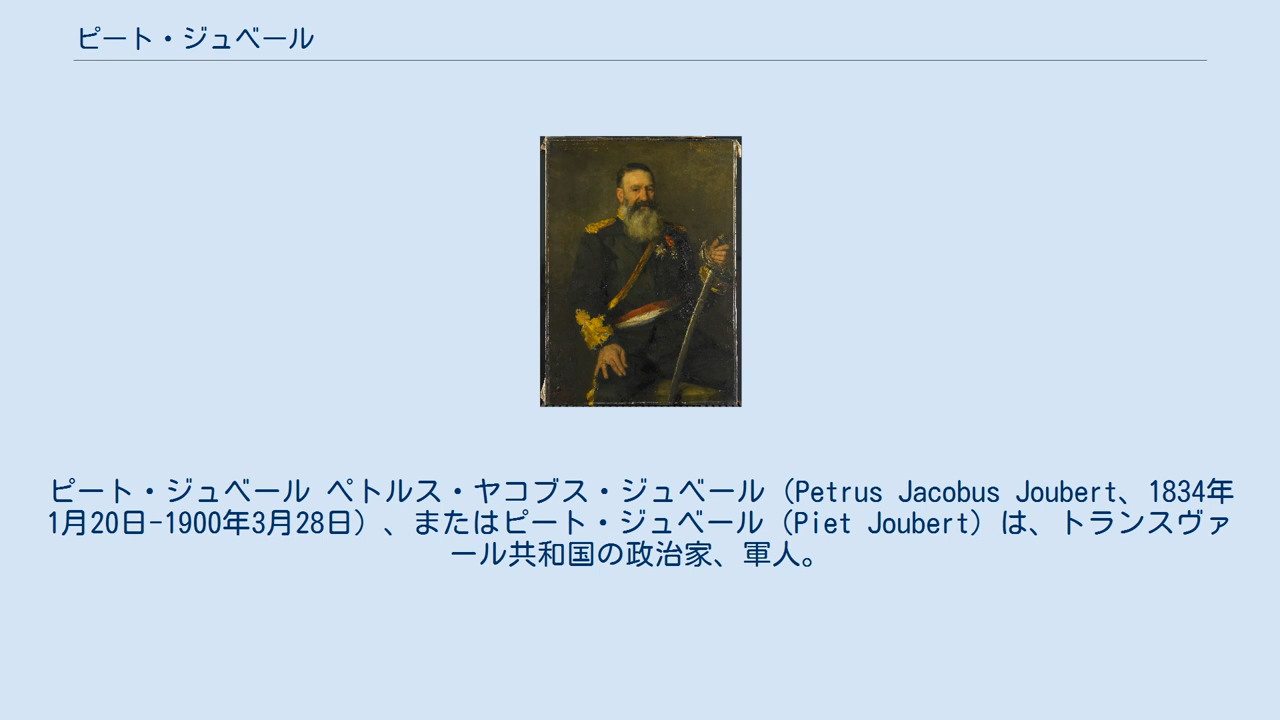 ピート・ジュベール
ピート・ジュベール ペトルス・ヤコブス・ジュベール（Petrus Jacobus Joubert、1834年
1月20日-1900年3月28日）、またはピート・ジュベール（Piet Joubert）は、トランスヴァ
ール共和国の政治家、軍人。